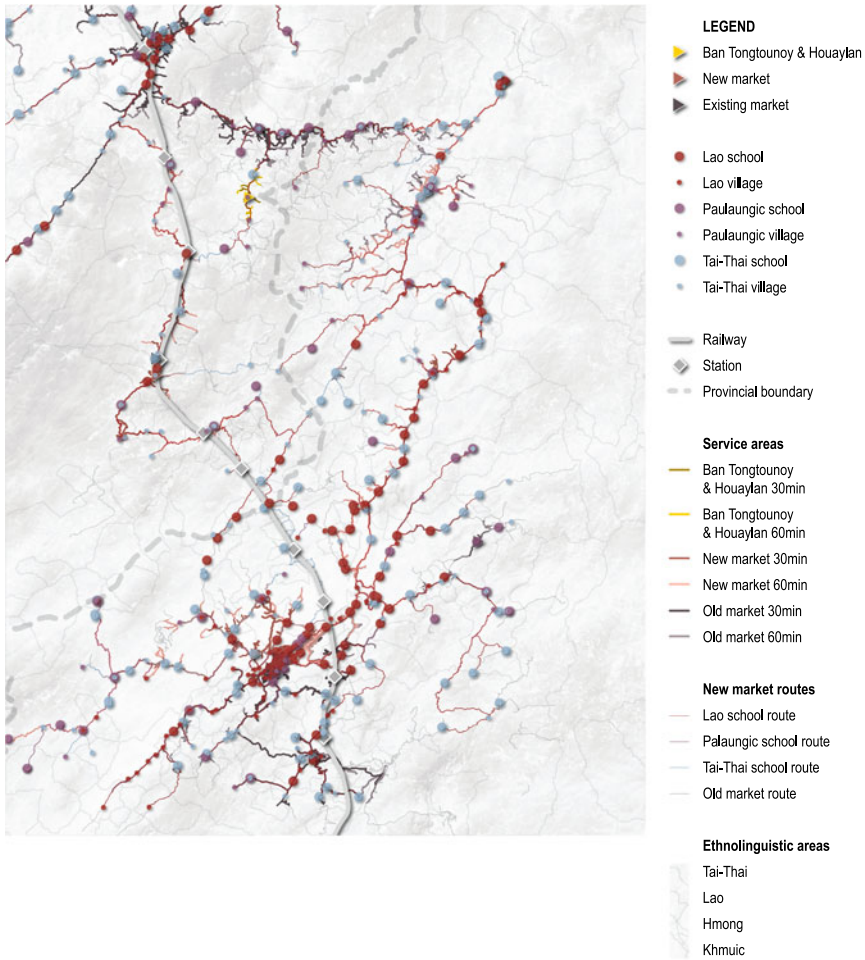 LEGEND
Ban Tongtounoy & Houaylan
New market
Existing market
Lao school
Lao village
Paulaungic school
Paulaungic village
Tai-Thai school
Tai-Thai village
Railway
Station
Provincial boundary
Service areas
Ban Tongtounoy
& Houaylan 30min
Ban Tongtounoy
& Houaylan 60min
New market 30min
New market 60min
Old market 30min
Old market 60min
New market routes
Lao school route
Palaungic school route
Tai-Thai school route
Old market route
Ethnolinguistic areas
Tai-Thai
Lao
Hmong
Khmuic